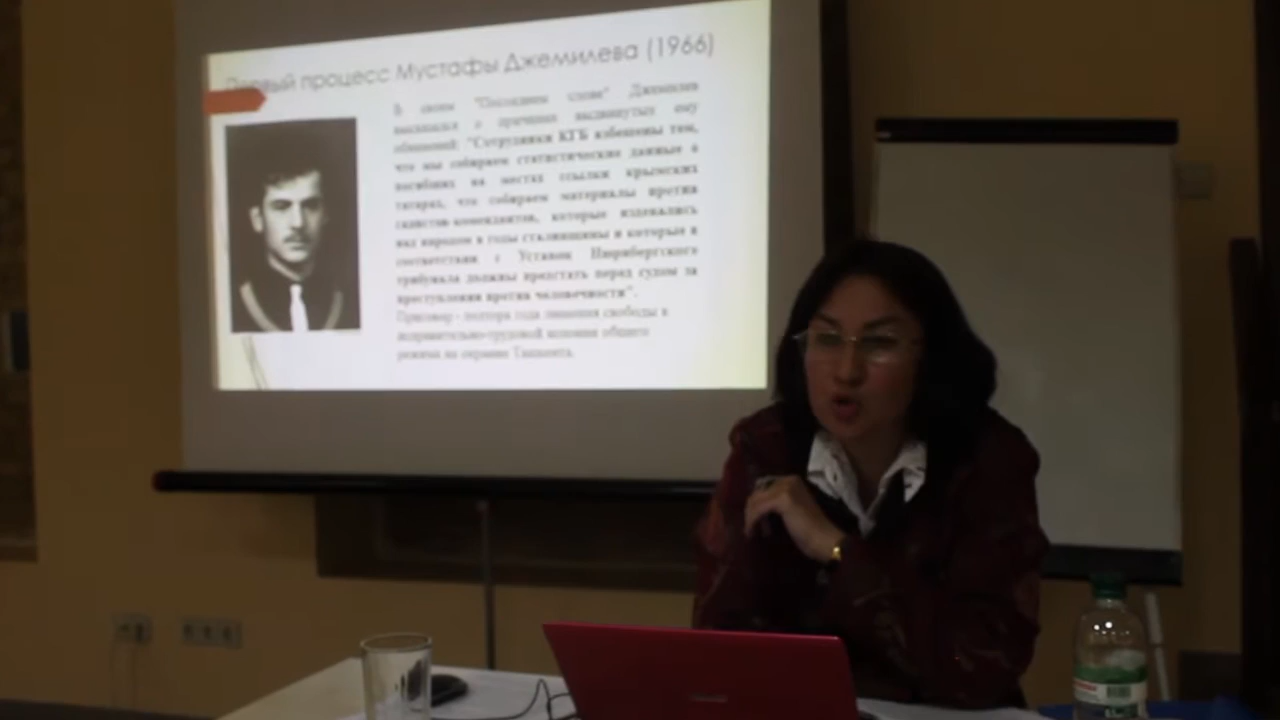 Первый процесс Мустафы Джемилева (1966)
В своем "Последнем слове" Джемилев
высказался о причинах выдвинутых ему
обвинений: "Сотрудники КГБ взбешены тем,
что мы собираем статистические данные о
погибших на местах ссылки крымских
татарах, что собираем материалы против
садистов-комендантов, которые издевались
над народом в годы сталинщины и которые в
соответствии с Уставом Нюрнбергского
трибунала должны предстать перед судом за
преступления против человечности".
Приговор - полтора года лишения свободы в
исправительно-трудовой колонии общего
режима на окраине Ташкента.